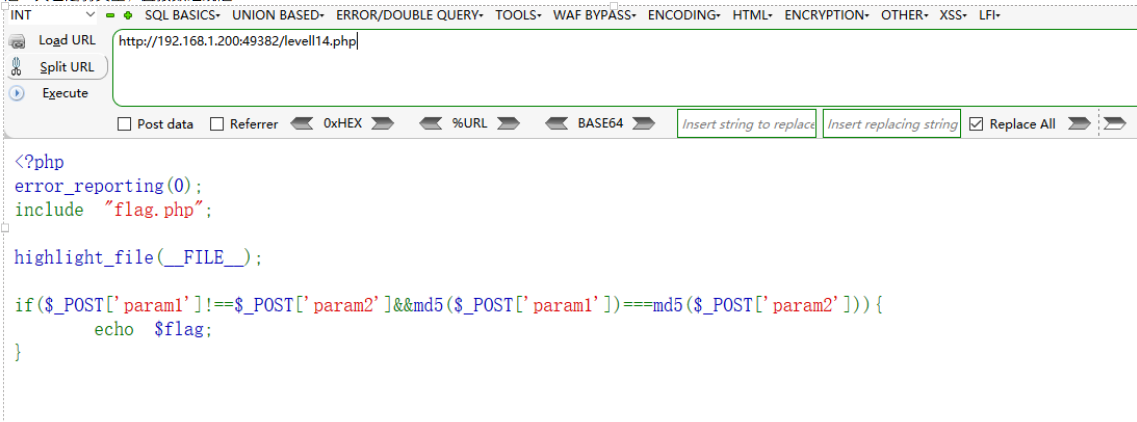 INT SQL BASICS UNION BASED ERROR/DOUBLE QUERY TOOLS WAF BYPASS ENCODING HTML ENCRYPTION OTHER XSS LFI
Load URL http://192.168.1.200:49382/levell14.php
Split URL
Execute
Post data Referrer 0xHEX %URL BASE64 Insert string to replace Insert replacing string Replace All
<?php
error_reporting(0);
include "flag.php";
highlight_file(__FILE__);
if($_POST['param1']!==$_POST['param2']&&md5($_POST['param1'])===md5($_POST['param2'])){
echo $flag;
}